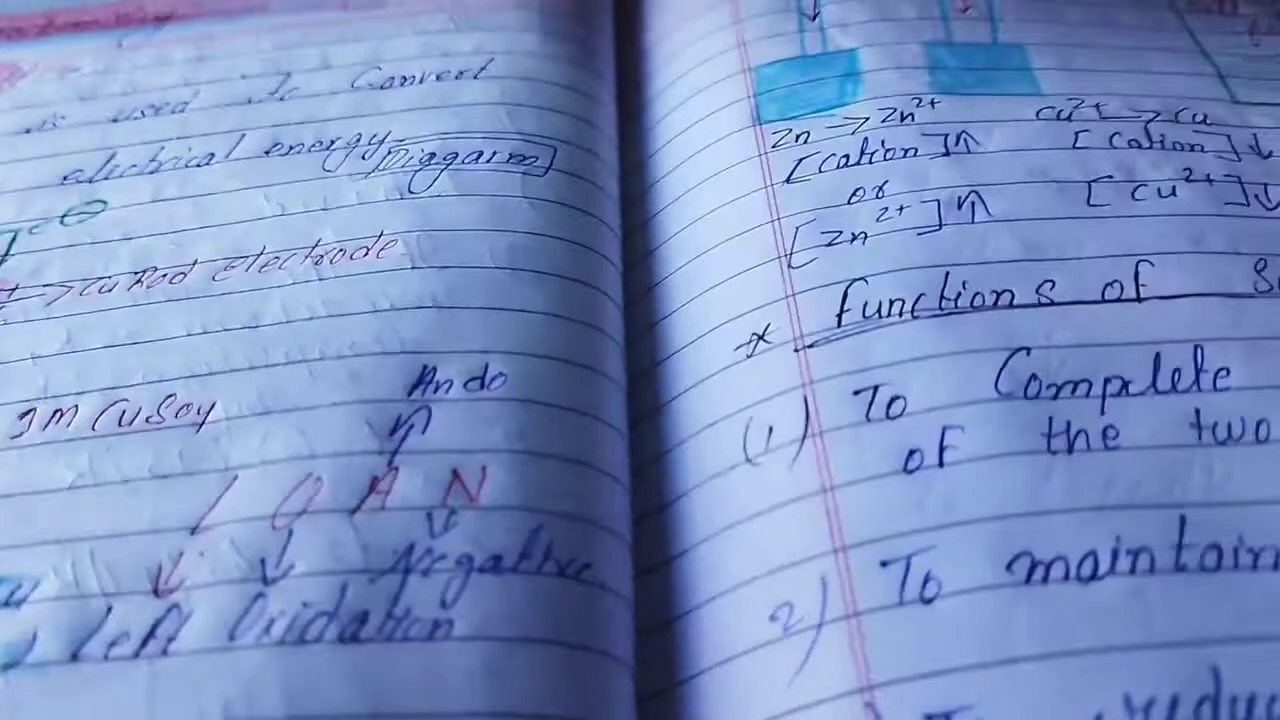 used to Convert
electrical energy Diagarm
⊖
→ Cu Rod electrode
1M CuSo4
Ando
L O A N
Negative
Left Oxidation
Zn → Zn²⁺ Cu²⁺ → Cu
[cation]↑ [cation]↓
or
[Zn²⁺]↑ [Cu²⁺]↓
* Functions of
(1) To Complete
of the two
2) To maintain
To